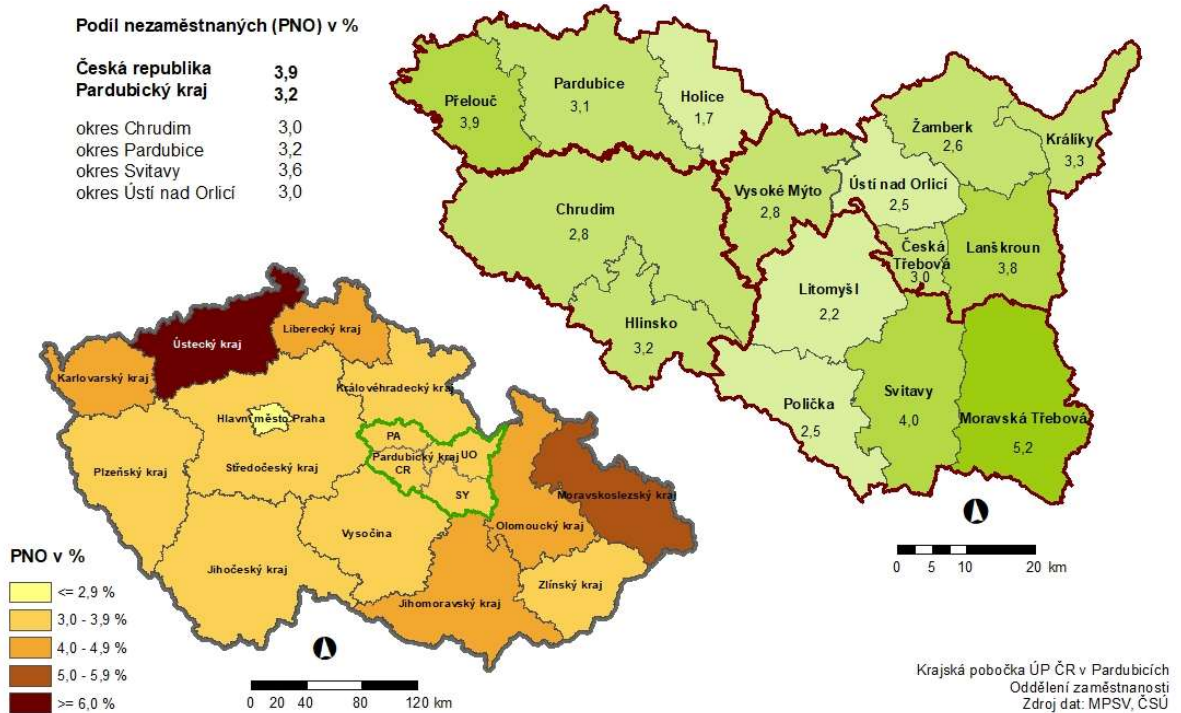 Podíl nezaměstnaných (PNO) v %
Česká republika 3,9
Pardubický kraj 3,2
okres Chrudim 3,0
okres Pardubice 3,2
okres Svitavy 3,6
okres Ústí nad Orlicí 3,0
Přelouč
3,9
Pardubice
3,1
Holice
1,7
Žamberk
2,6
Králíky
3,3
Vysoké Mýto
2,8
Ústí nad Orlicí
2,5
Chrudim
2,8
Česká
Třebová
3,0
Lanškroun
3,8
Litomyšl
2,2
Hlinsko
3,2
Polička
2,5
Svitavy
4,0
Moravská Třebová
5,2
0 5 10 20 km
Ústecký kraj
Liberecký kraj
Karlovarský kraj
Královéhradecký kraj
Hlavní město Praha
PA
UO
Pardubický kraj
CR
SY
Plzeňský kraj
Středočeský kraj
Moravskoslezský kraj
Olomoucký kraj
Vysočina
Jihočeský kraj
Zlínský kraj
Jihomoravský kraj
PNO v %
<= 2,9 %
3,0 - 3,9 %
4,0 - 4,9 %
5,0 - 5,9 %
>= 6,0 %
0 20 40 80 120 km
Krajská pobočka ÚP ČR v Pardubicích
Oddělení zaměstnanosti
Zdroj dat: MPSV, ČSÚ